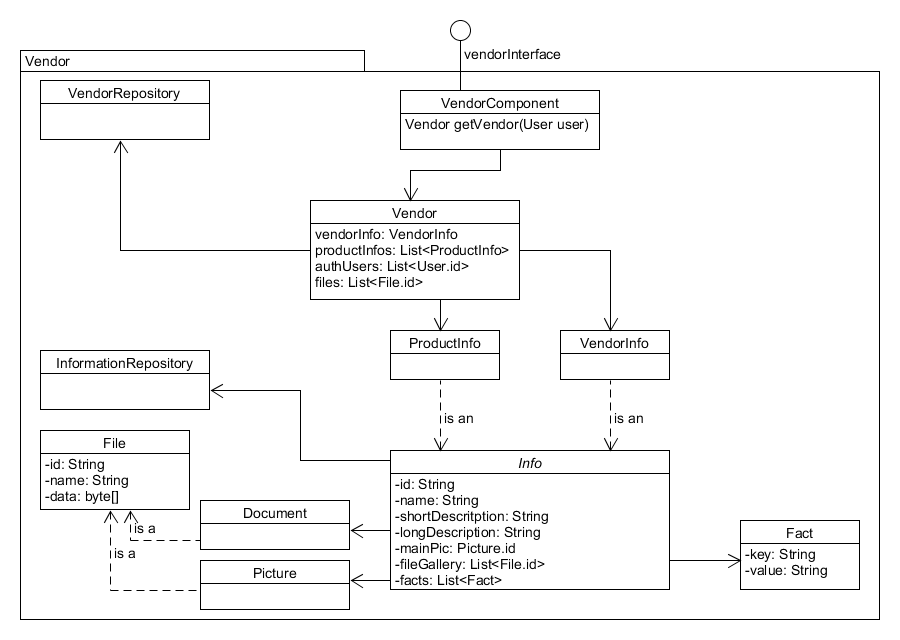 vendorInterface
Vendor
VendorRepository
VendorComponent
Vendor getVendor(User user)
Vendor
vendorInfo: VendorInfo
productInfos: List<ProductInfo>
authUsers: List<User.id>
files: List<File.id>
ProductInfo
VendorInfo
InformationRepository
is an
is an
File
-id: String
-name: String
-data: byte[]
Info
-id: String
-name: String
-shortDescritption: String
-longDescription: String
-mainPic: Picture.id
-fileGallery: List<File.id>
-facts: List<Fact>
Document
is a
is a
Picture
Fact
-key: String
-value: String